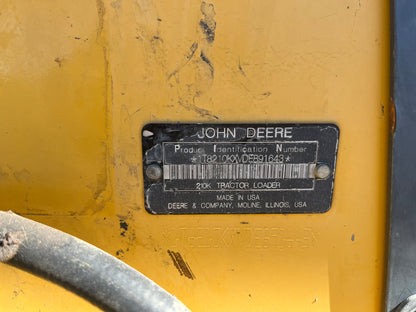 JOHN DEERE
Product Identification Number
*1T8210KXVDE891643*
210K TRACTOR LOADER
MADE IN USA
DEERE & COMPANY, MOLINE, ILLINOIS, USA